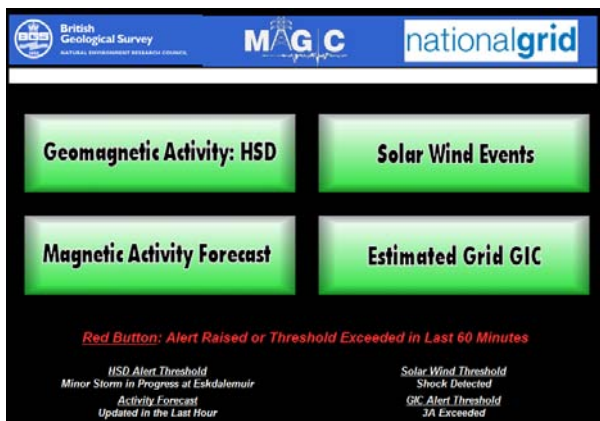 British
Geological Survey
NATURAL ENVIRONMENT RESEARCH COUNCIL
BGS
MAGIC
nationalgrid
Geomagnetic Activity: HSD
Solar Wind Events
Magnetic Activity Forecast
Estimated Grid GIC
Red Button: Alert Raised or Threshold Exceeded in Last 60 Minutes
HSD Alert Threshold
Minor Storm in Progress at Eskdalemuir
Solar Wind Threshold
Shock Detected
Activity Forecast
Updated in the Last Hour
GIC Alert Threshold
3A Exceeded